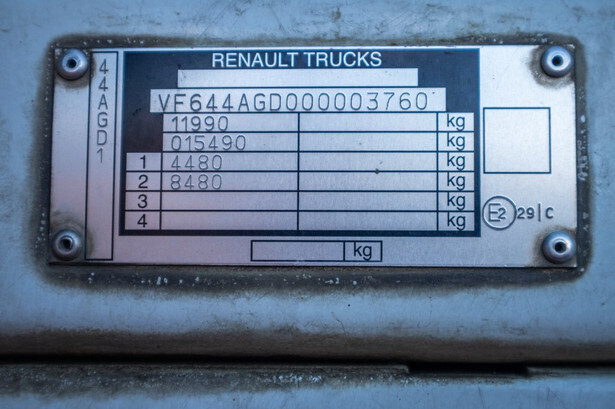 RENAULT TRUCKS
44AGD1
VF644AGD000003760
11990 kg
015490 kg
1 4480 kg
2 8480 kg
3 kg
4 kg
E2 29|C
kg